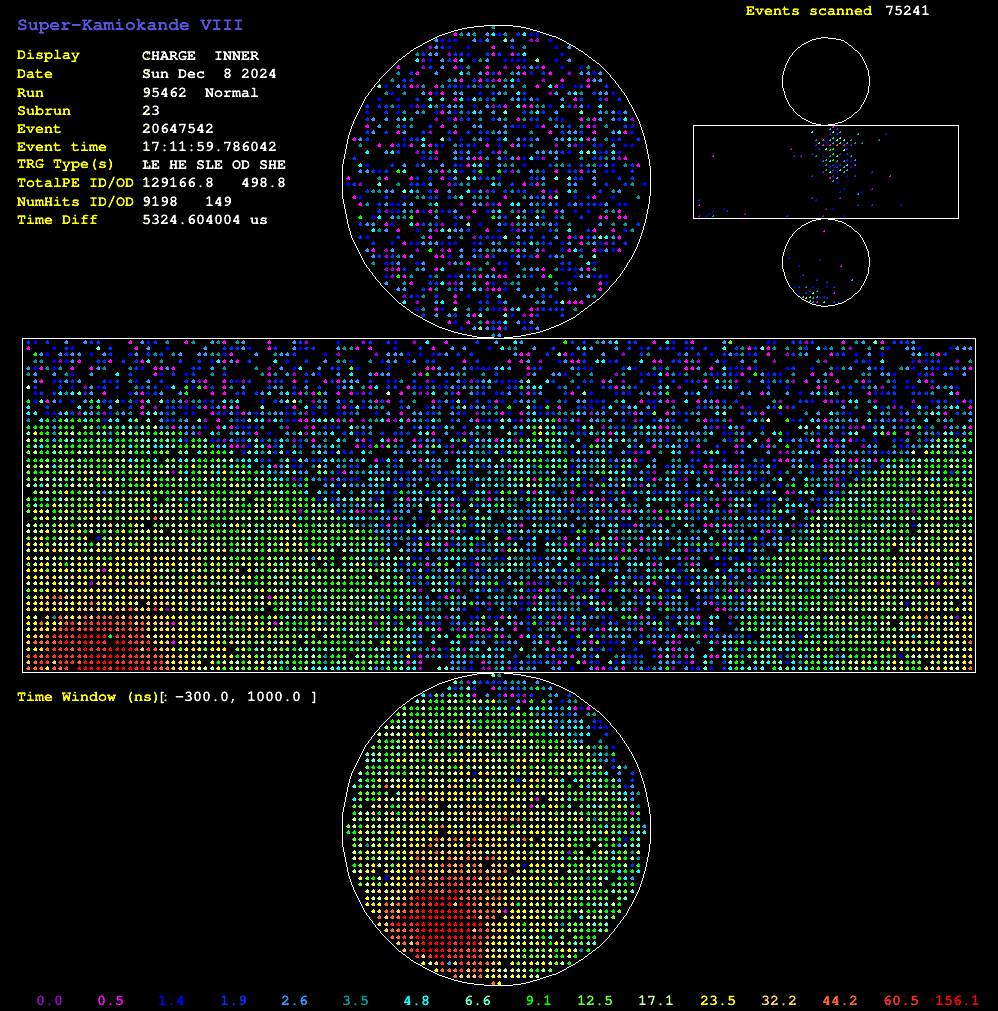 Super-Kamiokande VIII
Events scanned 75241
Display CHARGE INNER
Date Sun Dec 8 2024
Run 95462 Normal
Subrun 23
Event 20647542
Event time 17:11:59.786042
TRG Type(s) LE HE SLE OD SHE
TotalPE ID/OD 129166.8 498.8
NumHits ID/OD 9198 149
Time Diff 5324.604004 us
Time Window (ns)[: −300.0, 1000.0 ]
0.0 0.5 1.4 1.9 2.6 3.5 4.8 6.6 9.1 12.5 17.1 23.5 32.2 44.2 60.5 156.1